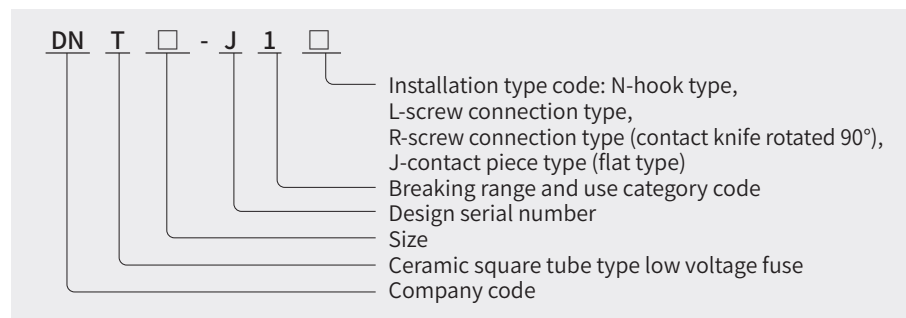 DN T □ - J 1 □
Installation type code: N-hook type,
L-screw connection type,
R-screw connection type (contact knife rotated 90°),
J-contact piece type (flat type)
Breaking range and use category code
Design serial number
Size
Ceramic square tube type low voltage fuse
Company code